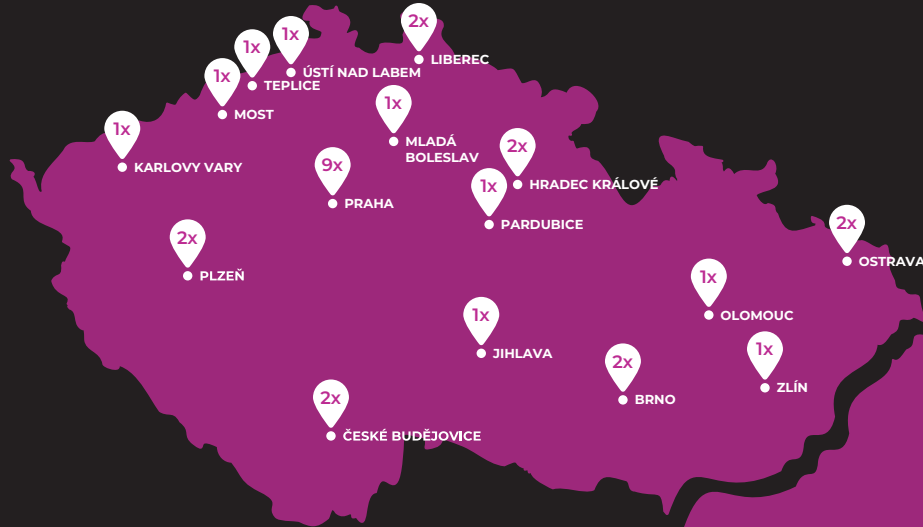 2x
LIBEREC
1x
ÚSTÍ NAD LABEM
1x
TEPLICE
1x
MOST
1x
MLADÁ
BOLESLAV
1x
KARLOVY VARY
9x
PRAHA
2x
HRADEC KRÁLOVÉ
1x
PARDUBICE
2x
PLZEŇ
2x
OSTRAVA
1x
OLOMOUC
1x
JIHLAVA
1x
ZLÍN
2x
BRNO
2x
ČESKÉ BUDĚJOVICE